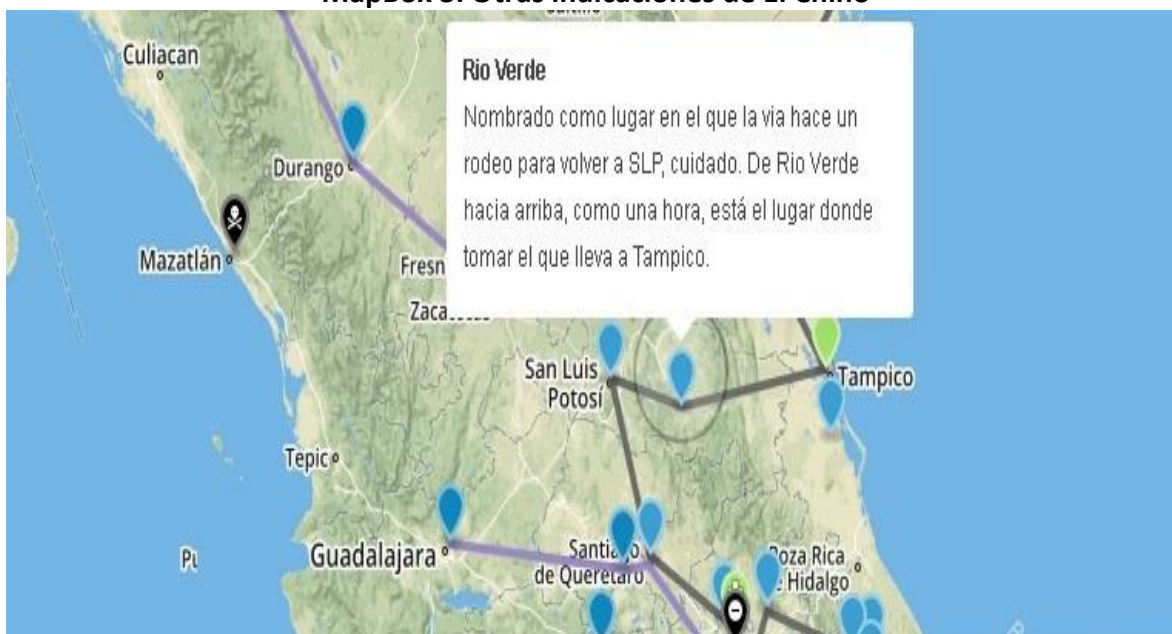 Culiacan
Rio Verde
Nombrado como lugar en el que la via hace un
rodeo para volver a SLP, cuidado. De Rio Verde
hacia arriba, como una hora, está el lugar donde
tomar el que lleva a Tampico.
Durango
Mazatlán
San Luis
Potosí
Tampico
Tepic
Guadalajara
de Querétaro
Poza Rica
Hidalgo